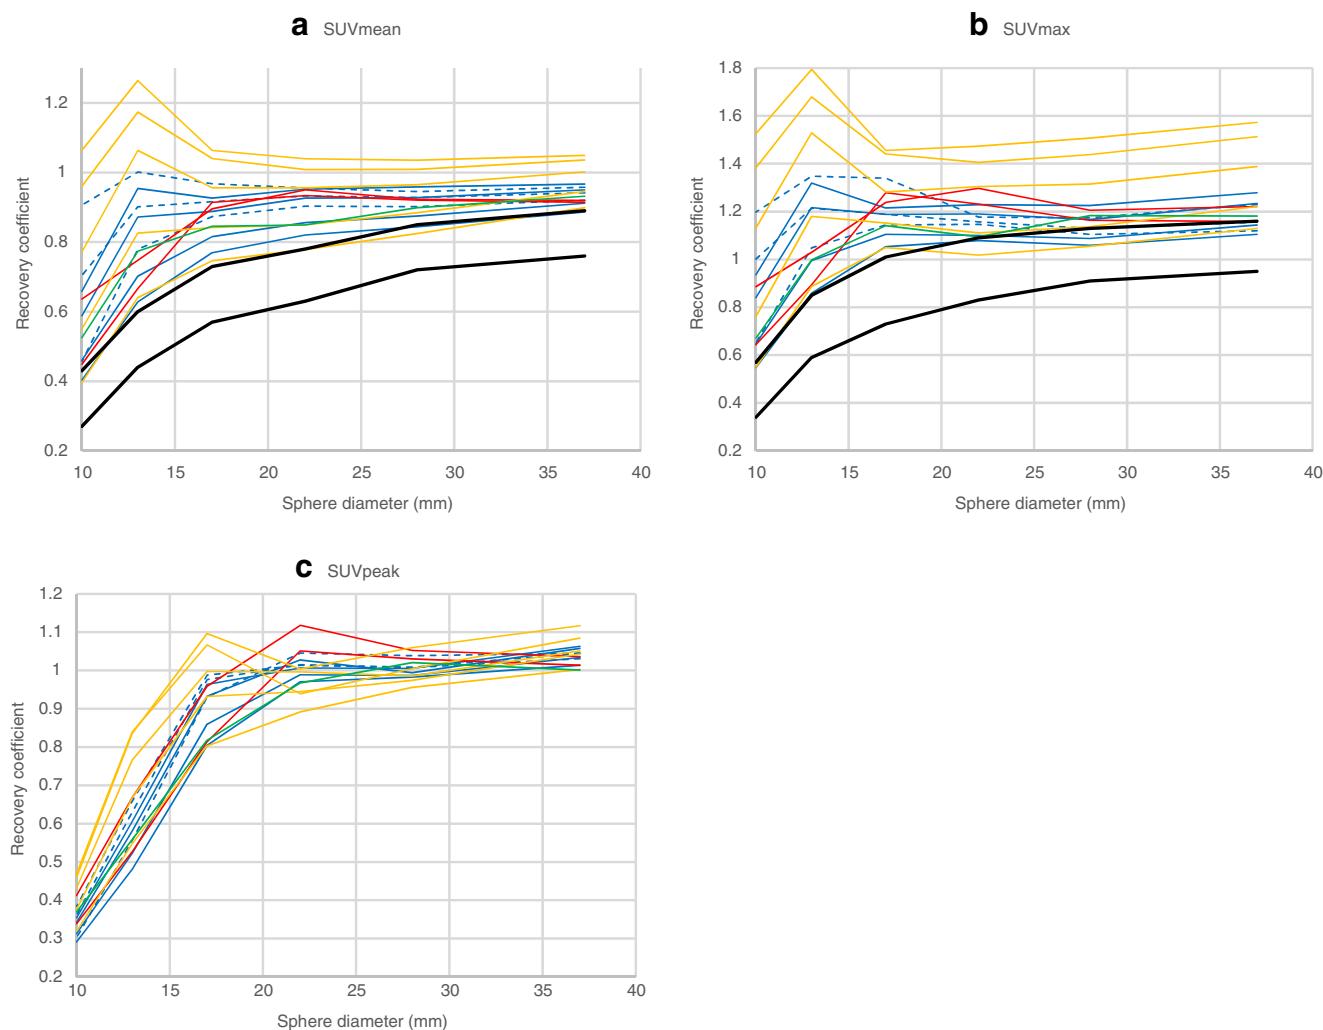 a SUVmean
1.2
1
0.8
0.6
0.4
0.2
Recovery coefficient
10 15 20 25 30 35 40
Sphere diameter (mm)
b SUVmax
1.8
1.6
1.4
1.2
1
0.8
0.6
0.4
0.2
Recovery coefficient
10 15 20 25 30 35 40
Sphere diameter (mm)
c SUVpeak
1.2
1.1
1
0.9
0.8
0.7
0.6
0.5
0.4
0.3
0.2
Recovery coefficient
10 15 20 25 30 35 40
Sphere diameter (mm)